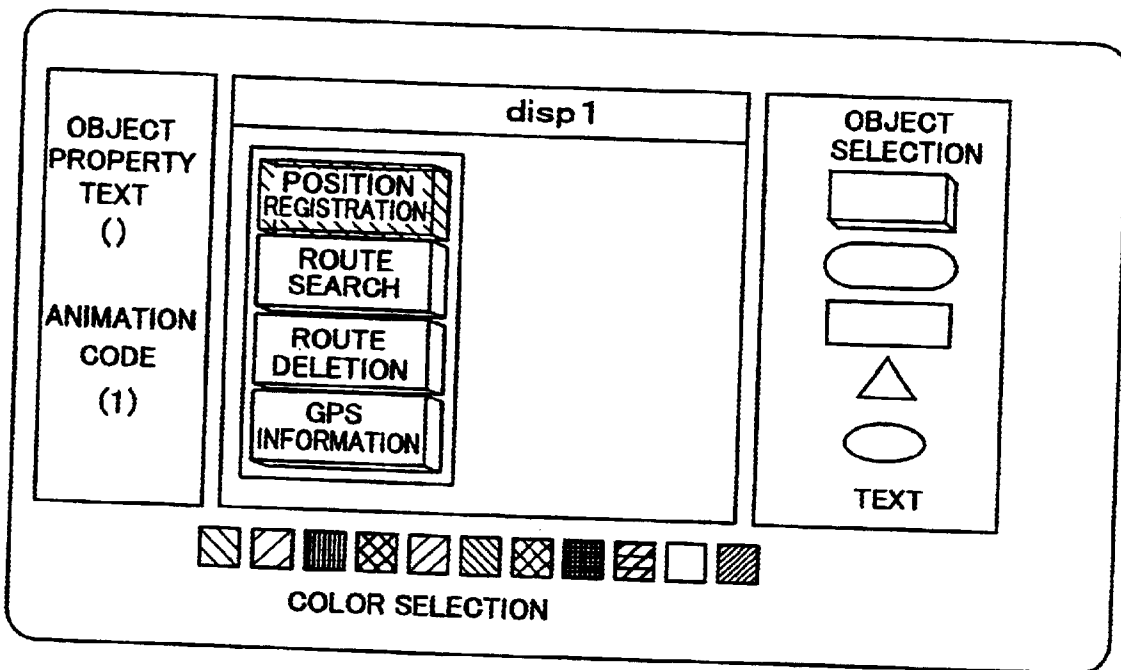 OBJECT
PROPERTY
TEXT
()
ANIMATION
CODE
(1)
disp1
POSITION
REGISTRATION
ROUTE
SEARCH
ROUTE
DELETION
GPS
INFORMATION
OBJECT
SELECTION
TEXT
COLOR SELECTION